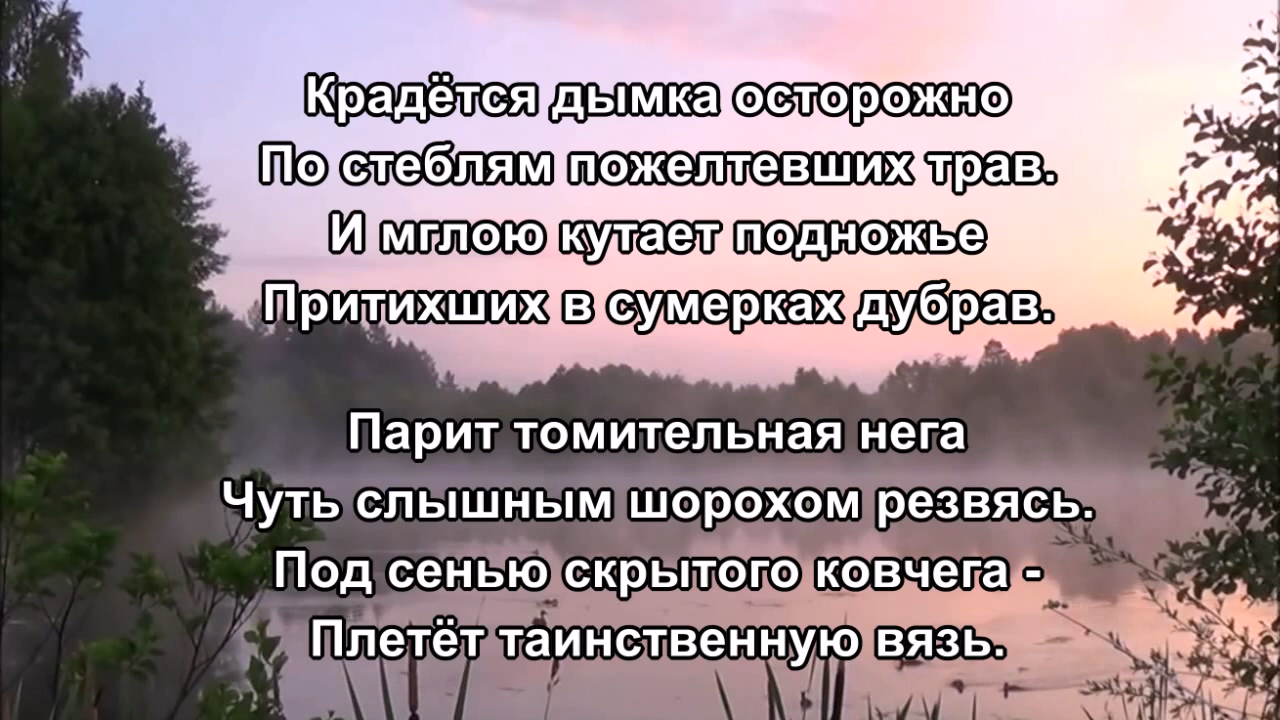 Крадётся дымка осторожно
По стеблям пожелтевших трав.
И мглою кутает подножье
Притихших в сумерках дубрав.
Парит томительная нега
Чуть слышным шорохом резвясь.
Под сенью скрытого ковчега -
Плетёт таинственную вязь.